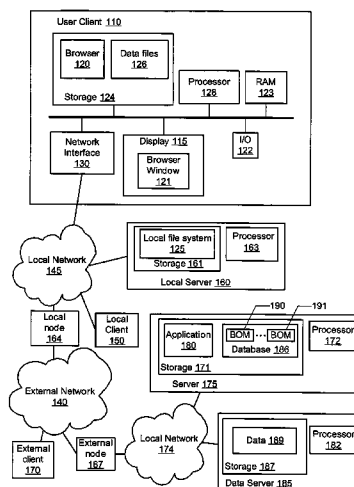 User Client 110
Browser
120
Data files
126
Storage 124
Processor
128
RAM
123
Network
Interface
130
Display 115
Browser
Window
121
I/O
122
Local Network
145
Local file system
125
Storage 161
Processor
163
Local Server 160
Local
node
164
Local
Client
150
190
191
Application
180
BOM
...
BOM
Database 186
Storage 171
Processor
172
Server
175
External Network
140
External
client
170
External
node
167
Local Network
174
Data 189
Storage
187
Processor
182
Data Server 185